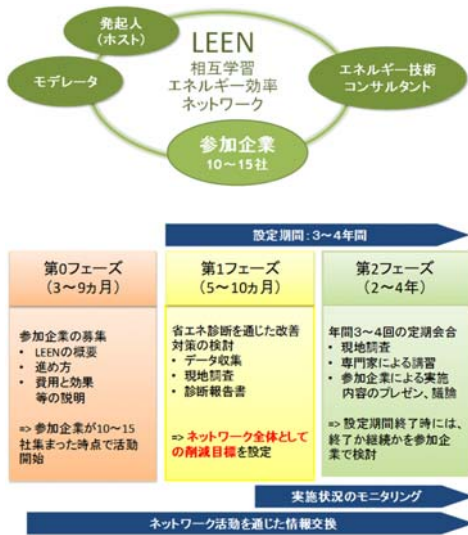 発起人
(ホスト)
LEEN
相互学習
エネルギー効率
ネットワーク
モデレータ
エネルギー技術
コンサルタント
参加企業
10～15社
設定期間：3～4年間
第0フェーズ
(3～9ヵ月)
参加企業の募集
• LEENの概要
• 進め方
• 費用と効果
等の説明
=> 参加企業が10～15
社集まった時点で活動
開始
第1フェーズ
(5～10ヵ月)
省エネ診断を通じた改善
対策の検討
• データ収集
• 現地調査
• 診断報告書
=> ネットワーク全体として
の削減目標を設定
第2フェーズ
(2～4年)
年間3～4回の定期会合
• 現地調査
• 専門家による講習
• 参加企業による実施
内容のプレゼン、議論
=> 設定期間終了時には、
終了か継続かを参加企
業で検討
実施状況のモニタリング
ネットワーク活動を通じた情報交換